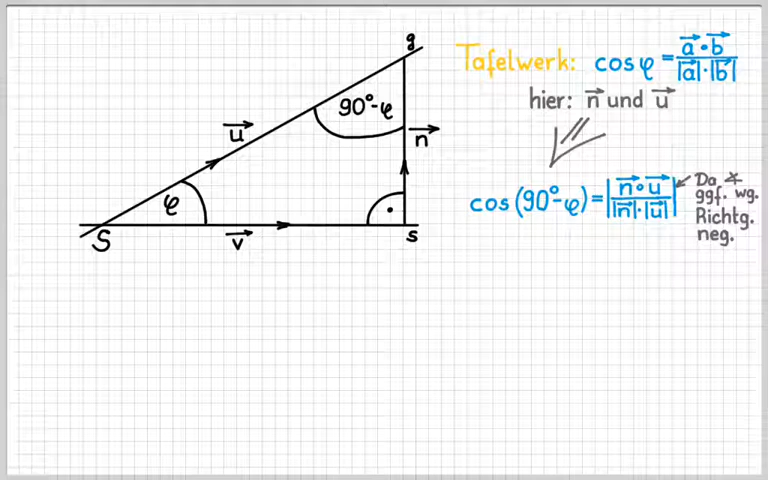 g
90°-φ
u⃗
n⃗
φ
S
v⃗
s
Tafelwerk: cos φ = a⃗∘b⃗ / |a⃗|·|b⃗|
hier: n⃗ und u⃗
cos(90°-φ) = |n⃗∘u⃗ / |n⃗|·|u⃗||
Da ∡
ggf. wg.
Richtg.
neg.